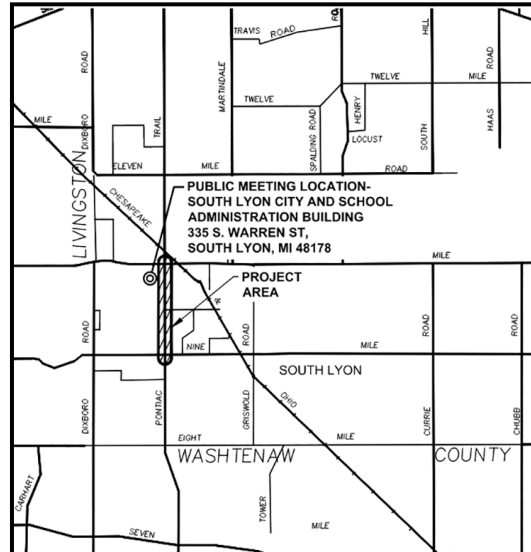 TRAVIS ROAD
RO
HILL
ROAD
ROAD
TRAIL
MARTINDALE
TWELVE MILE
TWELVE
SPALDING ROAD
HENRY
LOCUST
SOUTH
HAAS
MILE
DIXBORO
ELEVEN MILE ROAD
LIVINGSTON
CHESAPEAKE
PUBLIC MEETING LOCATION-
SOUTH LYON CITY AND SCHOOL
ADMINISTRATION BUILDING
335 S. WARREN ST,
SOUTH LYON, MI 48178
MILE
PROJECT
AREA
ROAD
ROAD
ROAD
ROAD
NINE MILE
SOUTH LYON
DIXBORO
PONTIAC
GRISWOLD
OHIO
CURRIE
CHUBB
EIGHT MILE
WASHTENAW COUNTY
CARHART
TOWER
SEVEN MILE